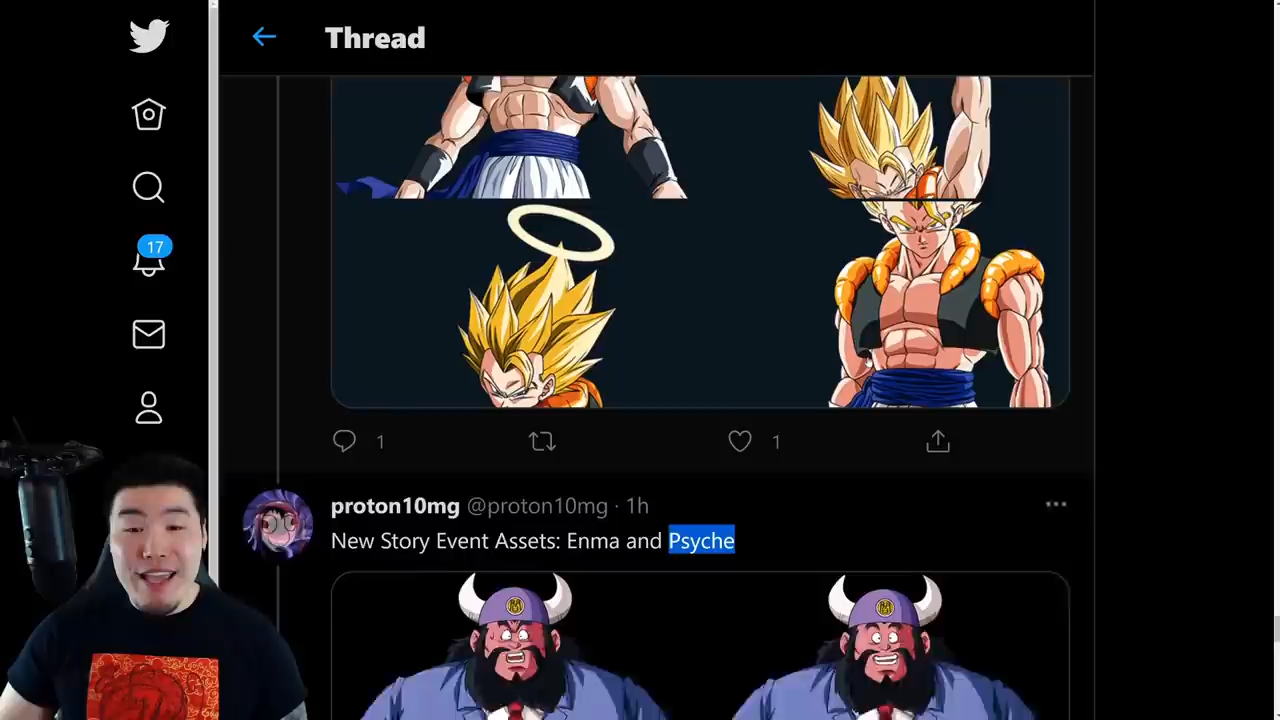 Thread
17
1
1
proton10mg @proton10mg · 1h
New Story Event Assets: Enma and Psyche